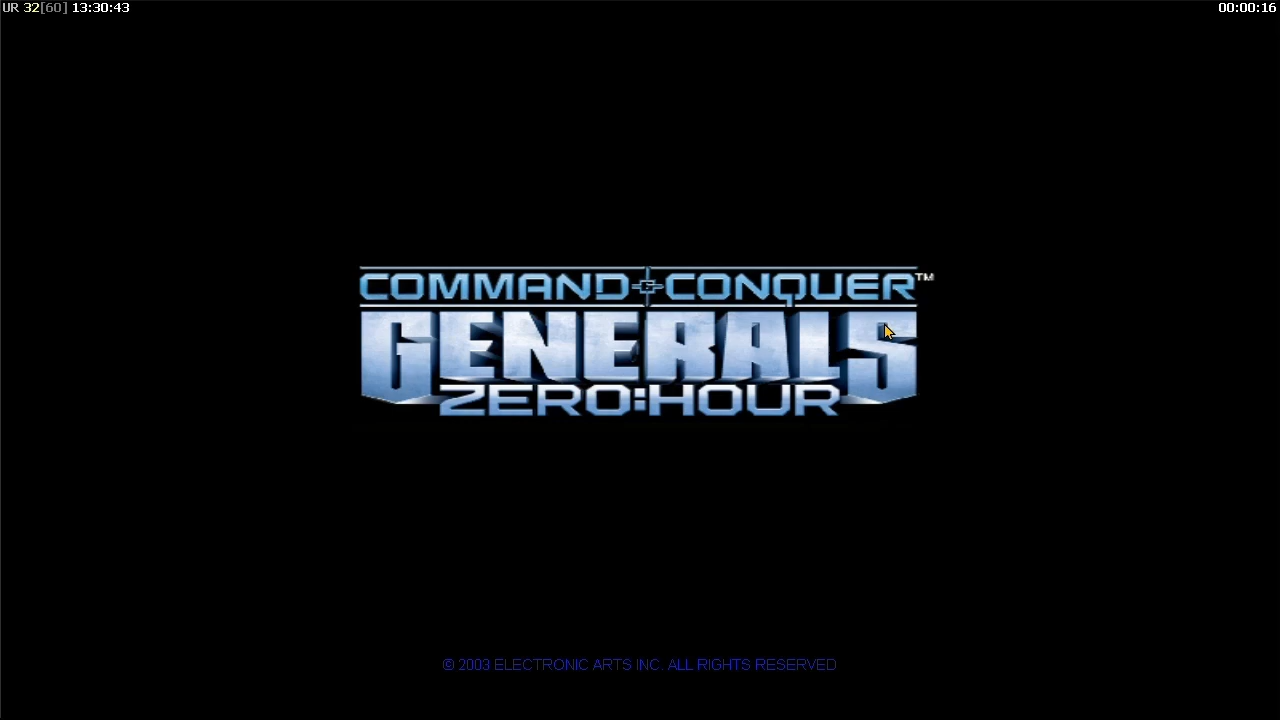 UR 32[60] 13:30:43
00:00:16
COMMAND CONQUER™
GENERALS
ZERO:HOUR
© 2003 ELECTRONIC ARTS INC. ALL RIGHTS RESERVED